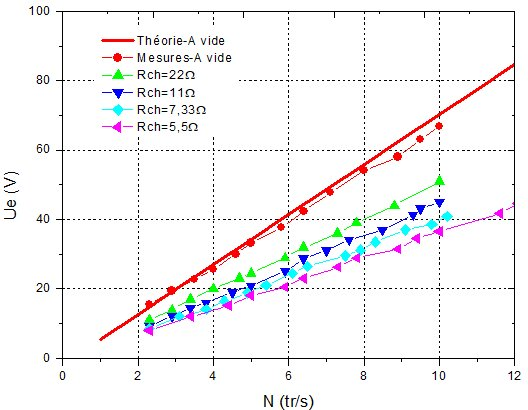 100
80
60
40
20
0
Ue (V)
Théorie-A vide
Mesures-A vide
Rch=22Ω
Rch=11Ω
Rch=7,33Ω
Rch=5,5Ω
0 2 4 6 8 10 12
N (tr/s)